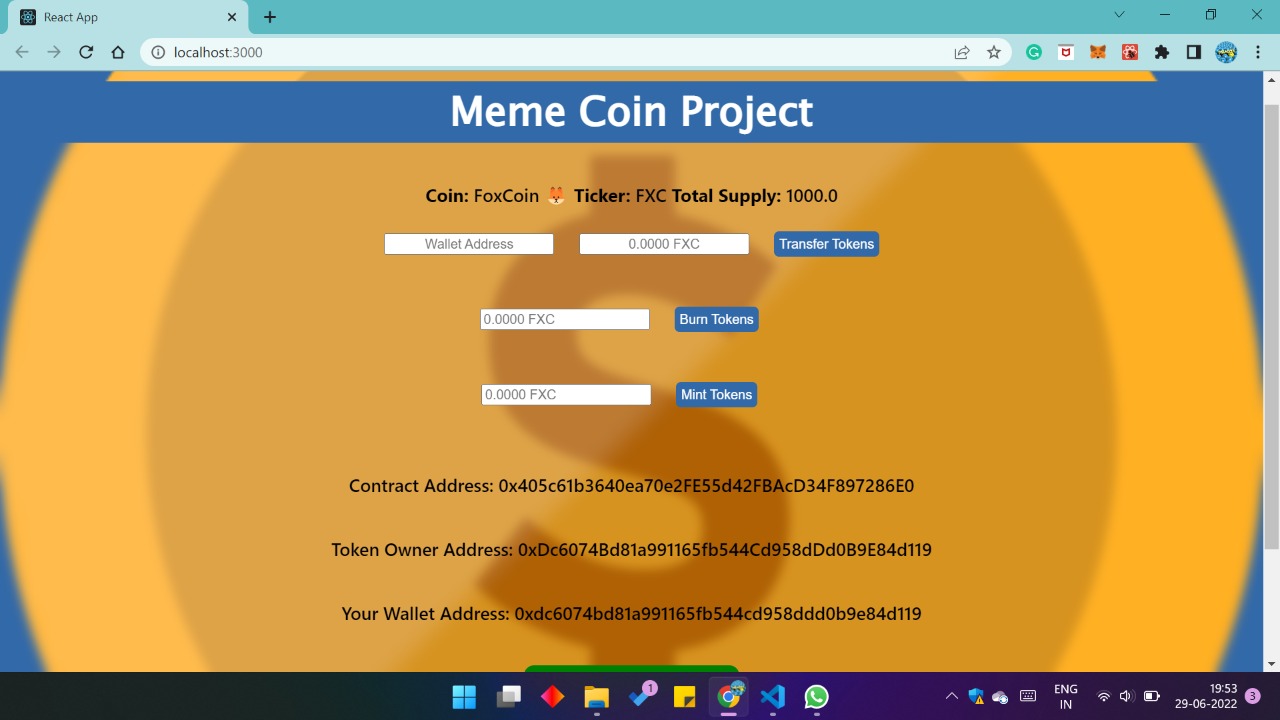 React App
localhost:3000
Meme Coin Project
Coin: FoxCoin 🦊 Ticker: FXC Total Supply: 1000.0
Wallet Address 0.0000 FXC Transfer Tokens
0.0000 FXC Burn Tokens
0.0000 FXC Mint Tokens
Contract Address: 0x405c61b3640ea70e2FE55d42FBAcD34F897286E0
Token Owner Address: 0xDc6074Bd81a991165fb544Cd958dDd0B9E84d119
Your Wallet Address: 0xdc6074bd81a991165fb544cd958ddd0b9e84d119
1
ENG
IN
19:53
29-06-2022
3